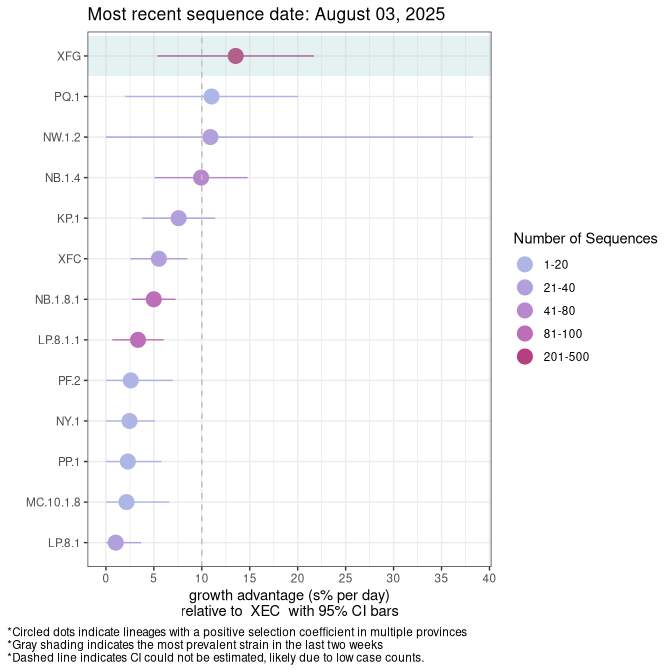 Most recent sequence date: August 03, 2025
XFG
PQ.1
NW.1.2
NB.1.4
KP.1
XFC
NB.1.8.1
LP.8.1.1
PF.2
NY.1
PP.1
MC.10.1.8
LP.8.1
0 5 10 15 20 25 30 35 40
growth advantage (s% per day)
relative to XEC with 95% CI bars
Number of Sequences
1-20
21-40
41-80
81-100
201-500
*Circled dots indicate lineages with a positive selection coefficient in multiple provinces
*Gray shading indicates the most prevalent strain in the last two weeks
*Dashed line indicates CI could not be estimated, likely due to low case counts.